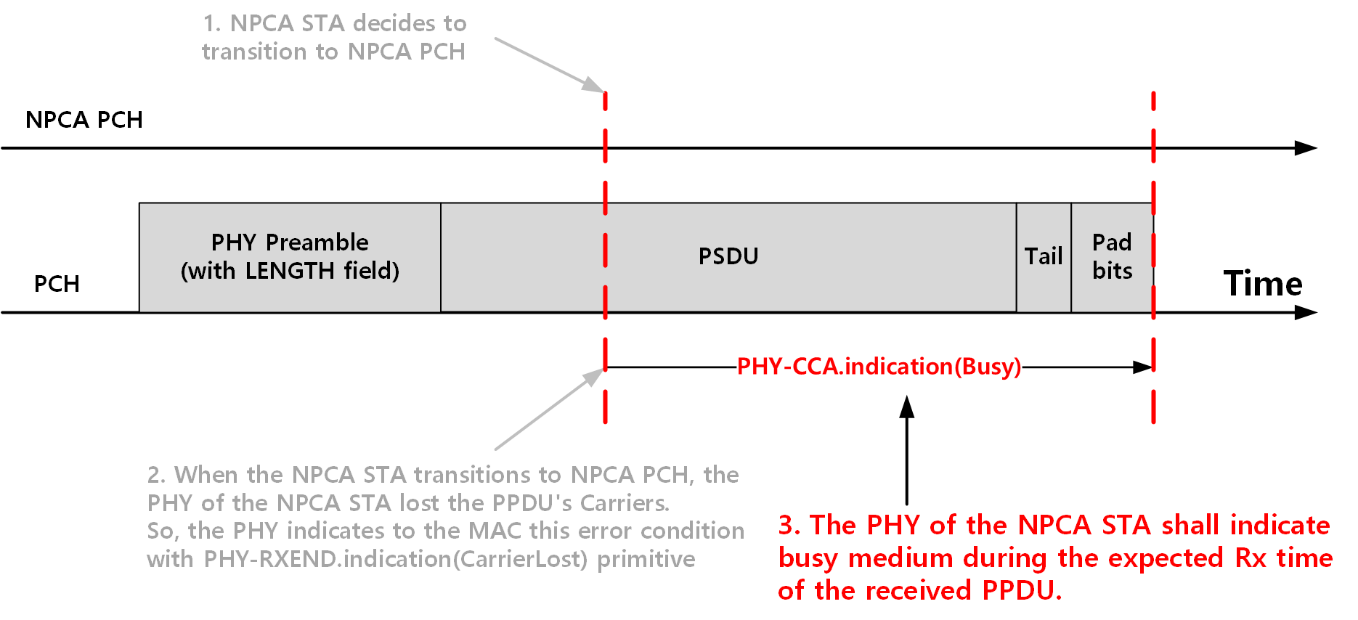 1. NPCA STA decides to
transition to NPCA PCH
NPCA PCH
PHY Preamble
(with LENGTH field)
PSDU
Tail
Pad
bits
PCH
Time
PHY-CCA.indication(Busy)
2. When the NPCA STA transitions to NPCA PCH, the
PHY of the NPCA STA lost the PPDU's Carriers.
So, the PHY indicates to the MAC this error condition
with PHY-RXEND.indication(CarrierLost) primitive
3. The PHY of the NPCA STA shall indicate
busy medium during the expected Rx time
of the received PPDU.